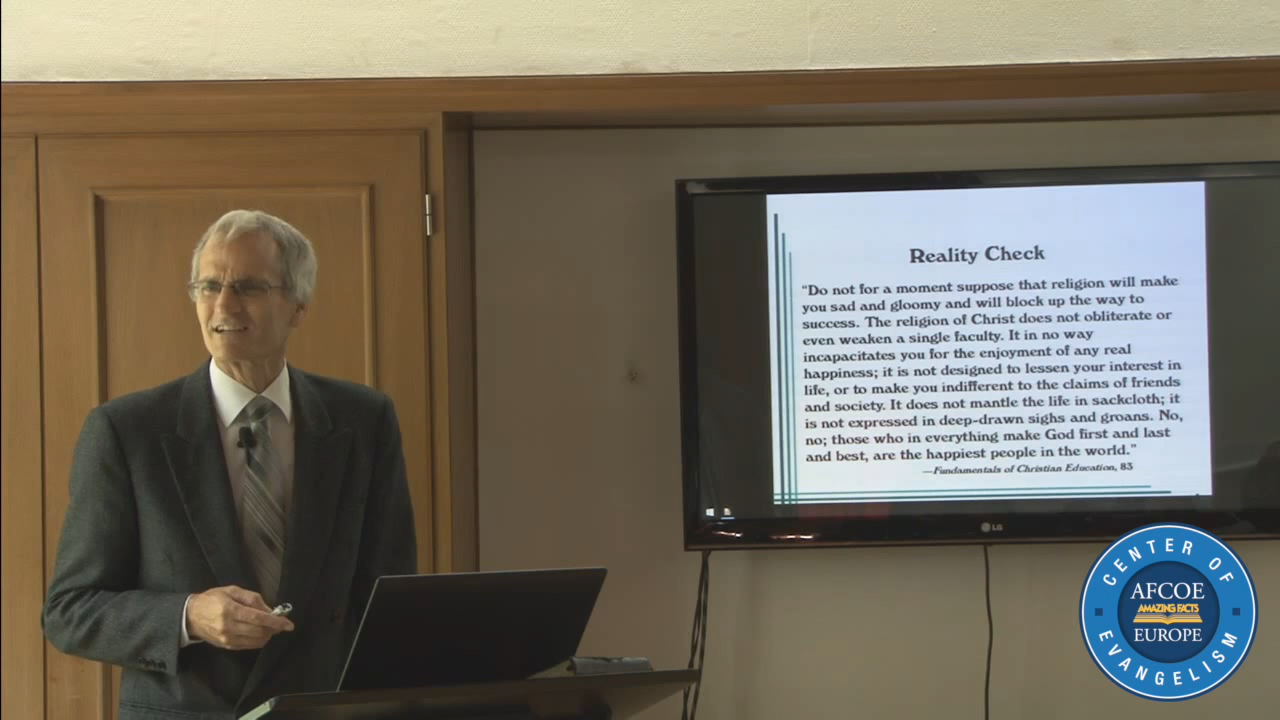 Reality Check
“Do not for a moment suppose that religion will make
you sad and gloomy and will block up the way to
success. The religion of Christ does not obliterate or
even weaken a single faculty. It in no way
incapacitates you for the enjoyment of any real
happiness; it is not designed to lessen your interest in
life, or to make you indifferent to the claims of friends
and society. It does not mantle the life in sackcloth; it
is not expressed in deep-drawn sighs and groans. No,
no; those who in everything make God first and last
and best, are the happiest people in the world.”
—Fundamentals of Christian Education, 83
LG
CENTER OF
AFCOE
AMAZING FACTS
EUROPE
EVANGELISM